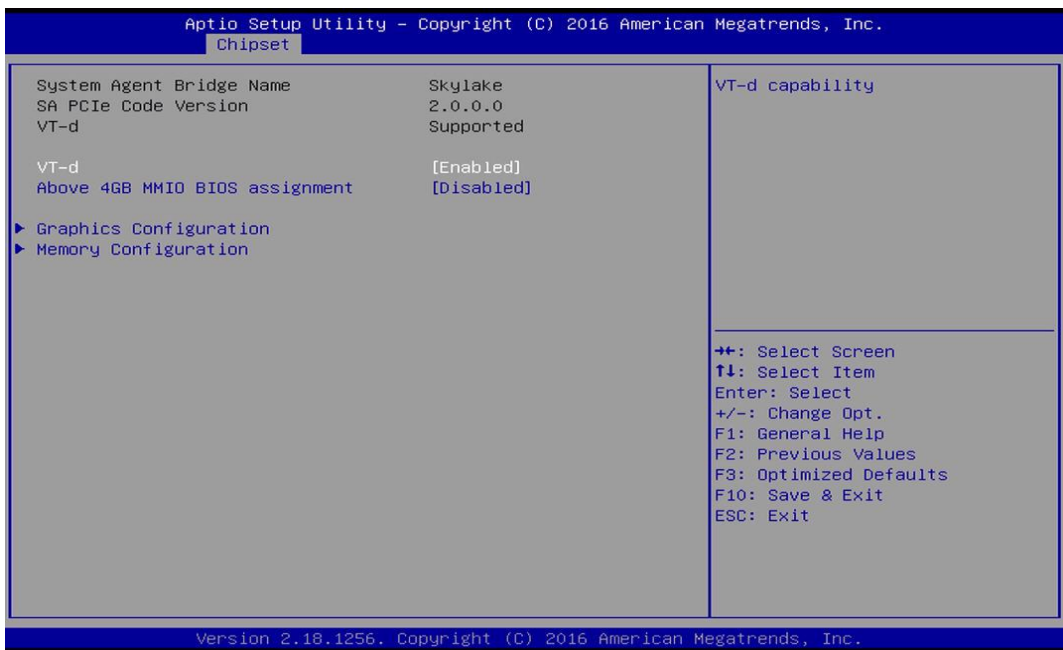 Aptio Setup Utility – Copyright (C) 2016 American Megatrends, Inc.
Chipset
System Agent Bridge Name Skylake
SA PCIe Code Version 2.0.0.0
VT-d Supported
VT-d [Enabled]
Above 4GB MMIO BIOS assignment [Disabled]
▶ Graphics Configuration
▶ Memory Configuration
VT-d capability
→←: Select Screen
↑↓: Select Item
Enter: Select
+/-: Change Opt.
F1: General Help
F2: Previous Values
F3: Optimized Defaults
F10: Save & Exit
ESC: Exit
Version 2.18.1256. Copyright (C) 2016 American Megatrends, Inc.